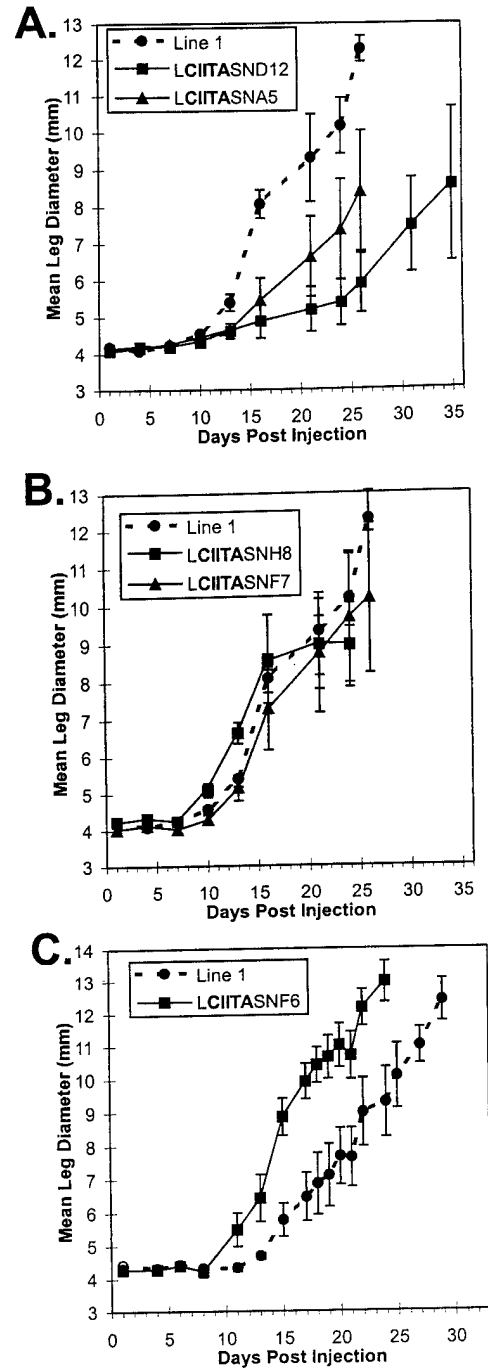 A.
Line 1
LCIITASND12
LCIITASNA5
Mean Leg Diameter (mm)
13
12
11
10
9
8
7
6
5
4
3
0 5 10 15 20 25 30 35
Days Post Injection
B.
Line 1
LCIITASNH8
LCIITASNF7
Mean Leg Diameter (mm)
13
12
11
10
9
8
7
6
5
4
3
0 5 10 15 20 25 30 35
Days Post Injection
C.
Line 1
LCIITASNF6
Mean Leg Diameter (mm)
14
13
12
11
10
9
8
7
6
5
4
3
0 5 10 15 20 25 30
Days Post Injection